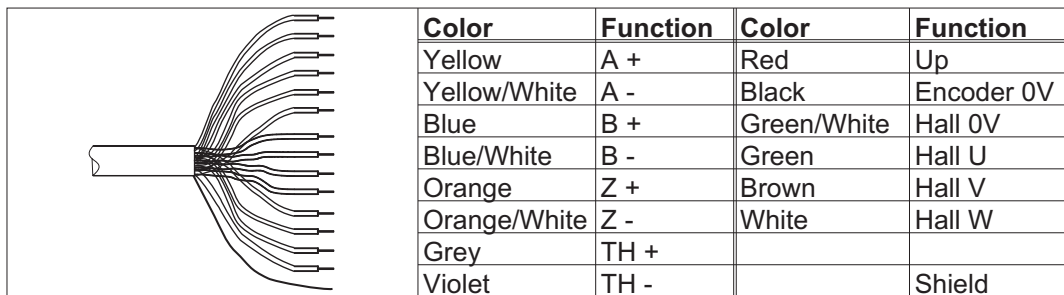 Color Function Color Function
Yellow A + Red Up
Yellow/White A - Black Encoder 0V
Blue B + Green/White Hall 0V
Blue/White B - Green Hall U
Orange Z + Brown Hall V
Orange/White Z - White Hall W
Grey TH +
Violet TH - Shield